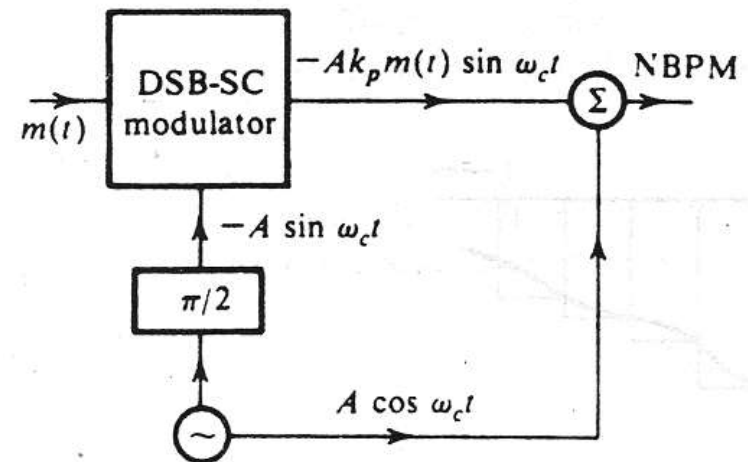 −Ak_p m(t) sin ω_c t
NBPM
DSB-SC
modulator
m(t)
Σ
−A sin ω_c t
π/2
A cos ω_c t
~